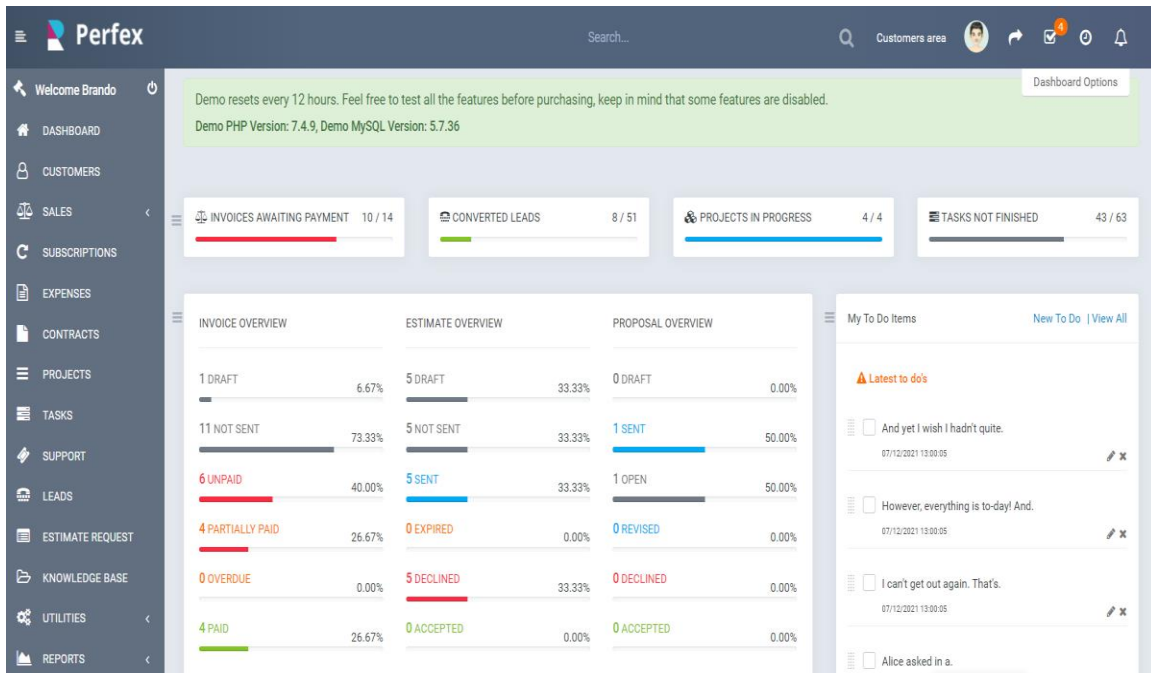 Perfex
Search...
Customers area
4
Welcome Brando
Dashboard Options
Demo resets every 12 hours. Feel free to test all the features before purchasing, keep in mind that some features are disabled.
Demo PHP Version: 7.4.9, Demo MySQL Version: 5.7.36
DASHBOARD
CUSTOMERS
SALES
SUBSCRIPTIONS
EXPENSES
CONTRACTS
PROJECTS
TASKS
SUPPORT
LEADS
ESTIMATE REQUEST
KNOWLEDGE BASE
UTILITIES
REPORTS
INVOICES AWAITING PAYMENT 10 / 14
CONVERTED LEADS 8 / 51
PROJECTS IN PROGRESS 4 / 4
TASKS NOT FINISHED 43 / 63
INVOICE OVERVIEW
1 DRAFT 6.67%
11 NOT SENT 73.33%
6 UNPAID 40.00%
4 PARTIALLY PAID 26.67%
0 OVERDUE 0.00%
4 PAID 26.67%
ESTIMATE OVERVIEW
5 DRAFT 33.33%
5 NOT SENT 33.33%
5 SENT 33.33%
0 EXPIRED 0.00%
5 DECLINED 33.33%
0 ACCEPTED 0.00%
PROPOSAL OVERVIEW
0 DRAFT 0.00%
1 SENT 50.00%
1 OPEN 50.00%
0 REVISED 0.00%
0 DECLINED 0.00%
0 ACCEPTED 0.00%
My To Do Items New To Do | View All
Latest to do's
And yet I wish I hadn't quite.
07/12/2021 13:00:05
However, everything is to-day! And.
07/12/2021 13:00:05
I can't get out again. That's.
07/12/2021 13:00:05
Alice asked in a.